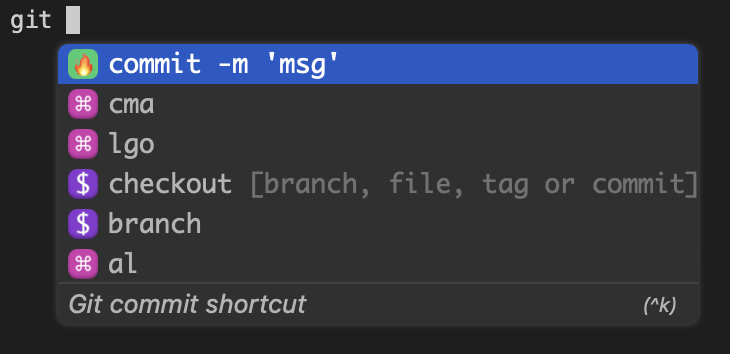 git
🔥 commit -m 'msg'
⌘ cma
⌘ lgo
$ checkout [branch, file, tag or commit]
$ branch
⌘ al
Git commit shortcut (^k)